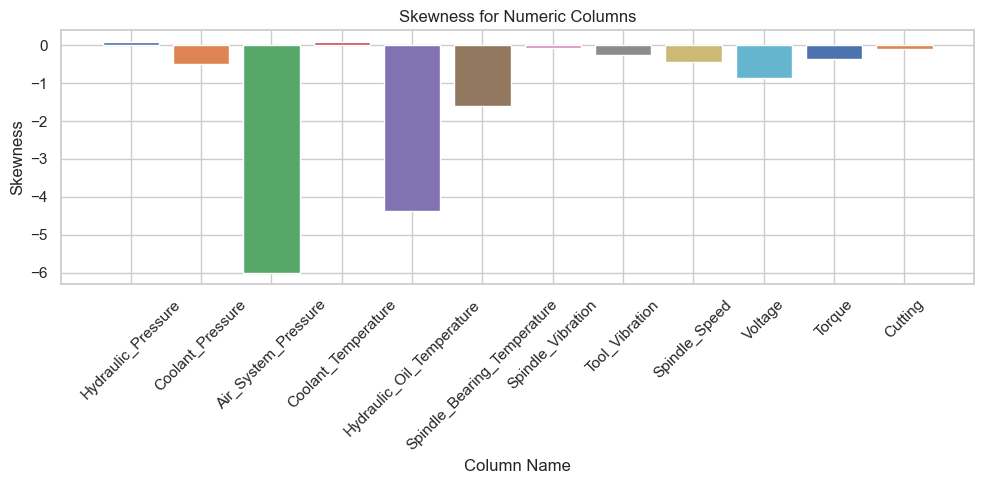 Skewness for Numeric Columns
Skewness
0
−1
−2
−3
−4
−5
−6
Hydraulic_Pressure
Coolant_Pressure
Air_System_Pressure
Coolant_Temperature
Hydraulic_Oil_Temperature
Spindle_Bearing_Temperature
Spindle_Vibration
Tool_Vibration
Spindle_Speed
Voltage
Torque
Cutting
Column Name